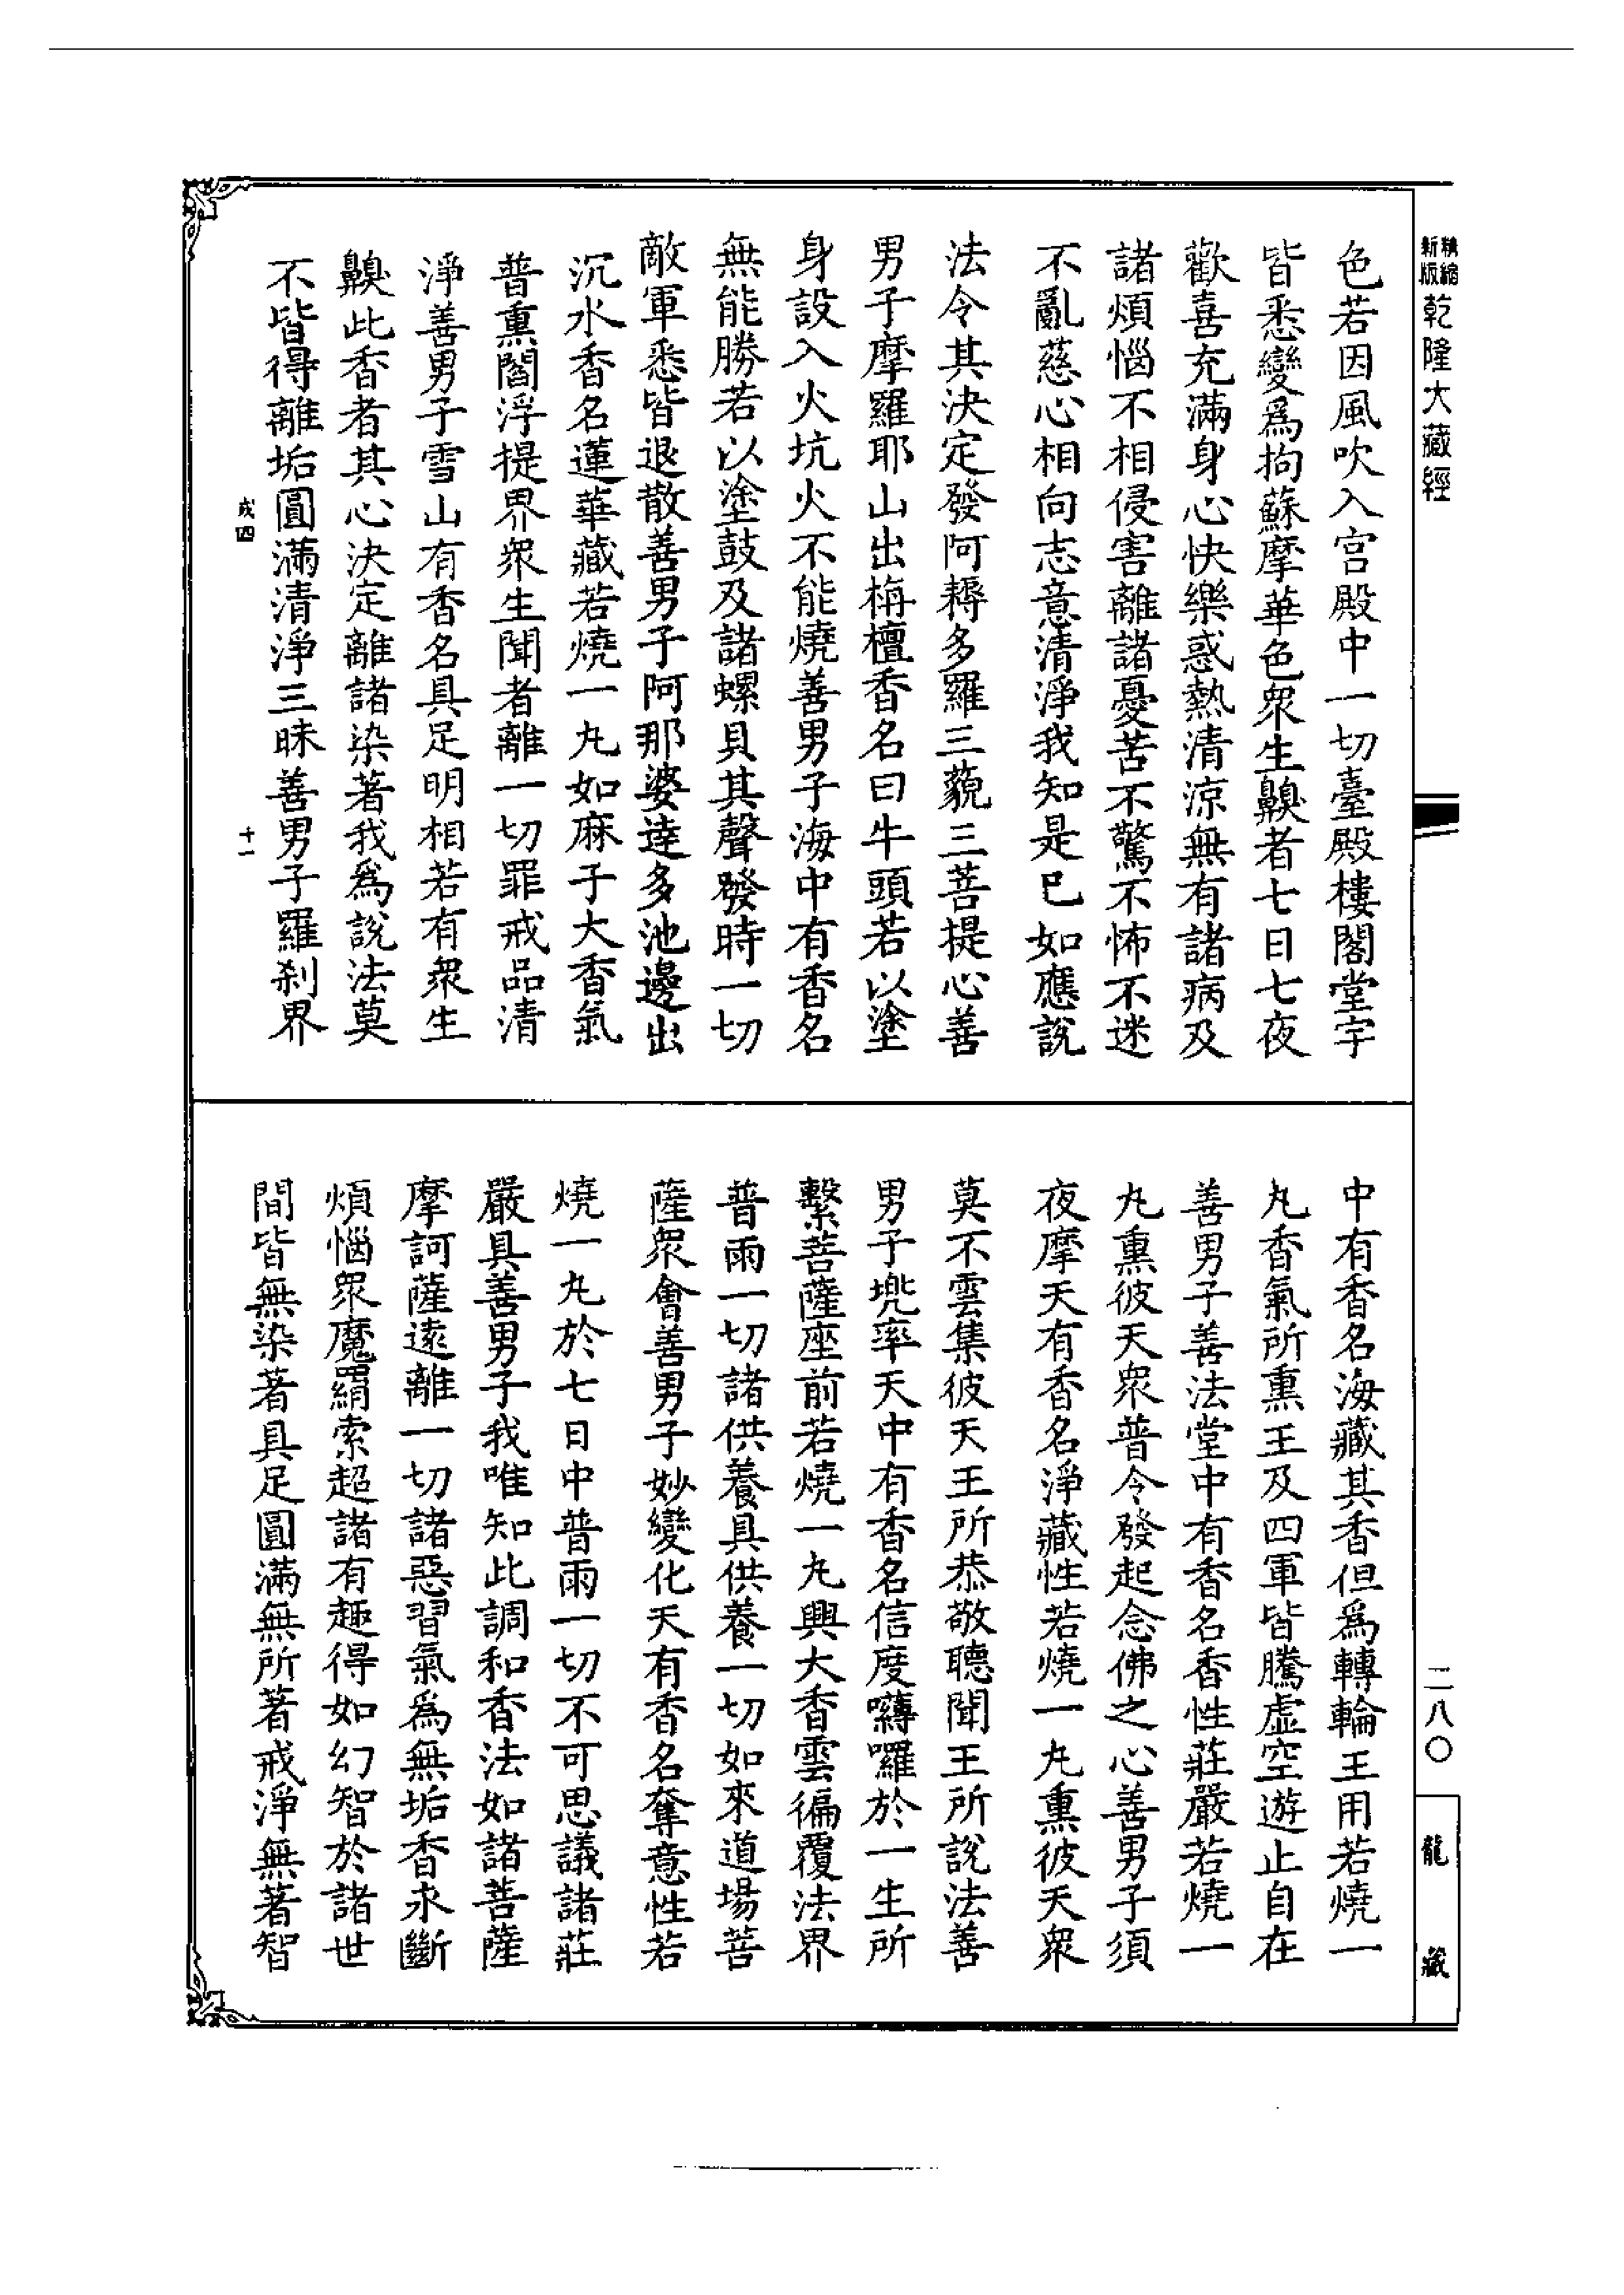 精縮新版乾隆大藏經
色若因風吹入宫殿中一切臺殿樓閣堂宇
皆悉變爲拘蘇摩華色衆生齅者七日七夜
歡喜充滿身心快樂惑熱清涼無有諸病及
諸煩惱不相侵害離諸憂苦不驚不怖不迷
不亂慈心相向志意清淨我知是已如應說
法令其決定發阿耨多羅三藐三菩提心善
男子摩羅耶山出栴檀香名曰牛頭若以塗
身設入火坑火不能燒善男子海中有香名
無能勝若以塗鼓及諸螺貝其聲發時一切
敵軍悉皆退散善男子阿那婆達多池邊出
沉水香名蓮華藏若燒一丸如麻子大香氣
普熏閻浮提界衆生聞者離一切罪戒品清
淨善男子雪山有香名具足明相若有衆生
齅此香者其心決定離諸染著我爲說法莫
不皆得離垢圓滿清淨三昧善男子羅刹界
四 十一
中有香名海藏其香但爲轉輪王用若燒一
丸香氣所熏王及四軍皆騰虛空遊止自在
善男子善法堂中有香名香性莊嚴若燒一
丸熏彼天衆普令發起念佛之心善男子須
夜摩天有香名淨藏性若燒一丸熏彼天衆
莫不雲集彼天王所恭敬聽聞王所說法善
男子兠率天中有香名信度嚩囉於一生所
繫菩薩座前若燒一丸興大香雲徧覆法界
普雨一切諸供養具供養一切如來道場菩
薩衆會善男子妙變化天有香名奪意性若
燒一丸於七日中普雨一切不可思議諸莊
嚴具善男子我唯知此調和香法如諸菩薩
摩訶薩遠離一切諸惡習氣爲無垢香永斷
煩惱衆魔羂索超諸有趣得如幻智於諸世
間皆無染著具足圓滿無所著戒淨無著智
二八〇
龍藏